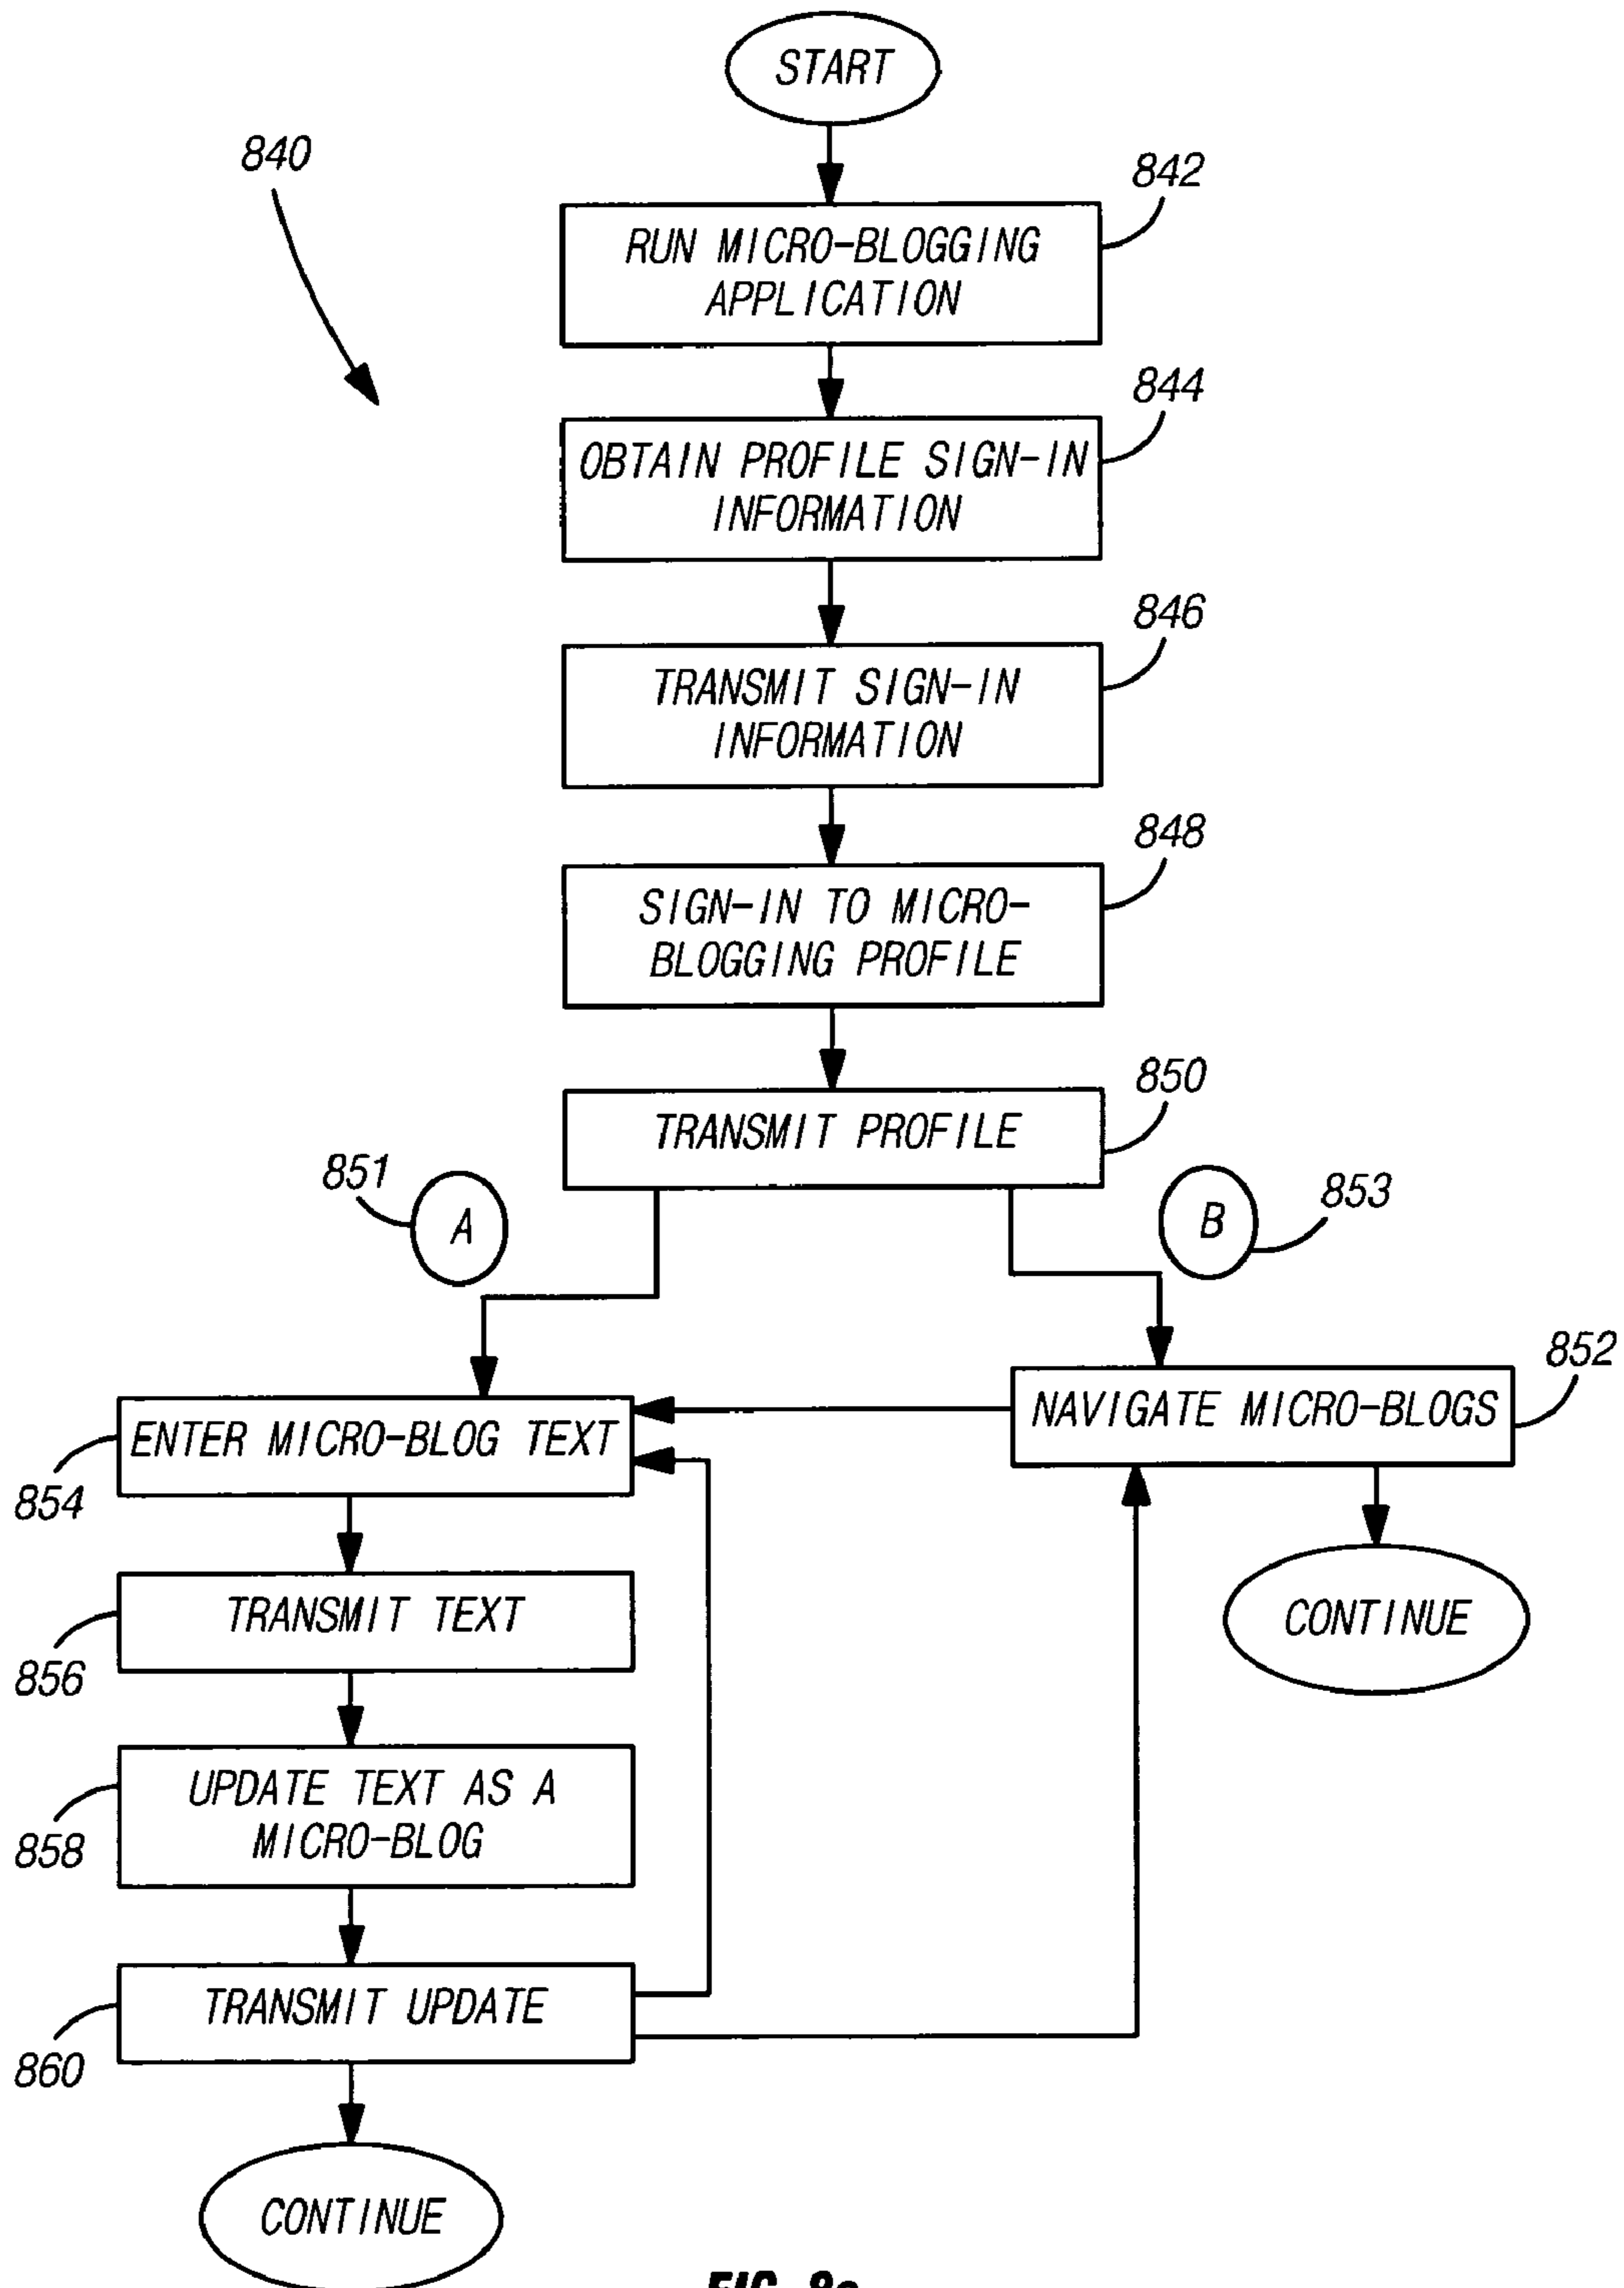 START
840
842
RUN MICRO-BLOGGING
APPLICATION
844
OBTAIN PROFILE SIGN-IN
INFORMATION
846
TRANSMIT SIGN-IN
INFORMATION
848
SIGN-IN TO MICRO-
BLOGGING PROFILE
850
TRANSMIT PROFILE
851
A
B
853
852
NAVIGATE MICRO-BLOGS
ENTER MICRO-BLOG TEXT
854
TRANSMIT TEXT
856
CONTINUE
UPDATE TEXT AS A
MICRO-BLOG
858
TRANSMIT UPDATE
860
CONTINUE